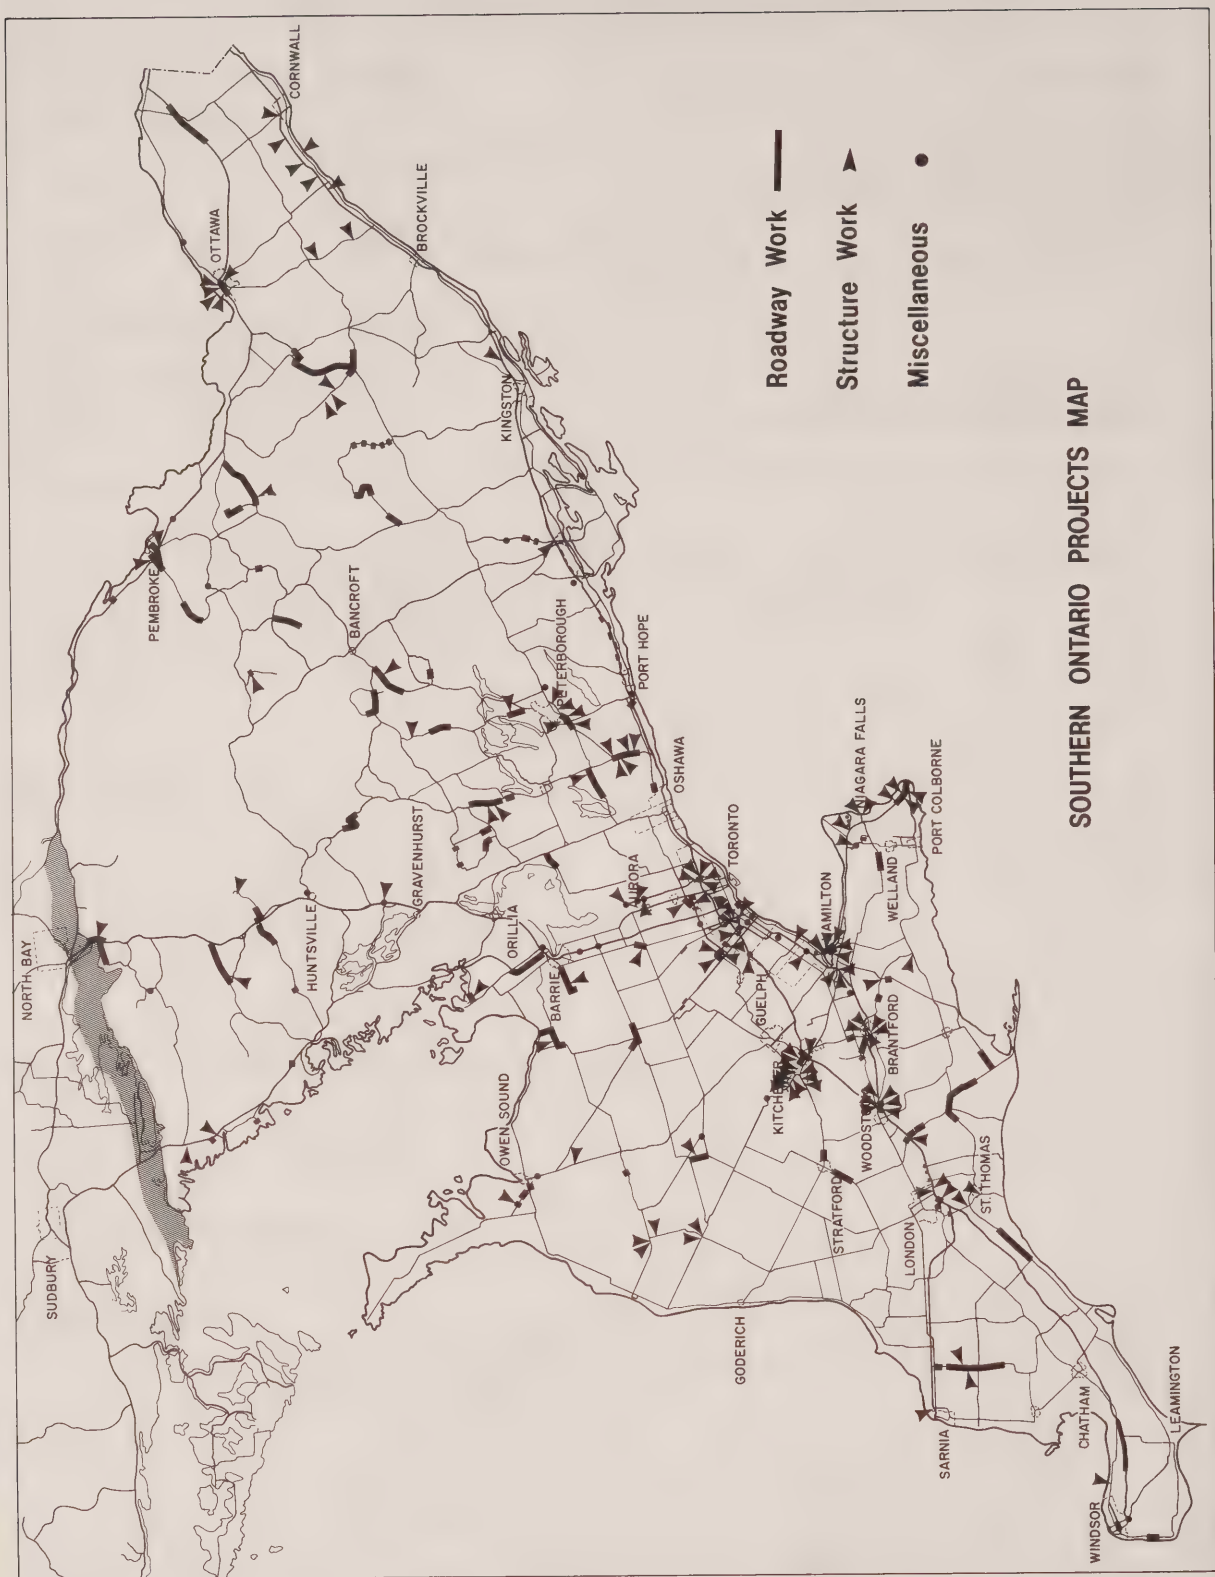 SOUTHERN ONTARIO PROJECTS MAP
Roadway Work
Structure Work
Miscellaneous
NORTH BAY
SUDBURY
PEMBROKE
OTTAWA
CORNWALL
BROCKVILLE
KINGSTON
BANCROFT
HUNTSVILLE
GRAVENHURST
ORILLIA
BARRIE
OWEN SOUND
PETERBOROUGH
PORT HOPE
OSHAWA
AURORA
TORONTO
GUELPH
KITCHENER
HAMILTON
NIAGARA FALLS
WELLAND
PORT COLBORNE
BRANTFORD
WOODSTOCK
STRATFORD
GODERICH
LONDON
ST. THOMAS
SARNIA
CHATHAM
WINDSOR
LEAMINGTON